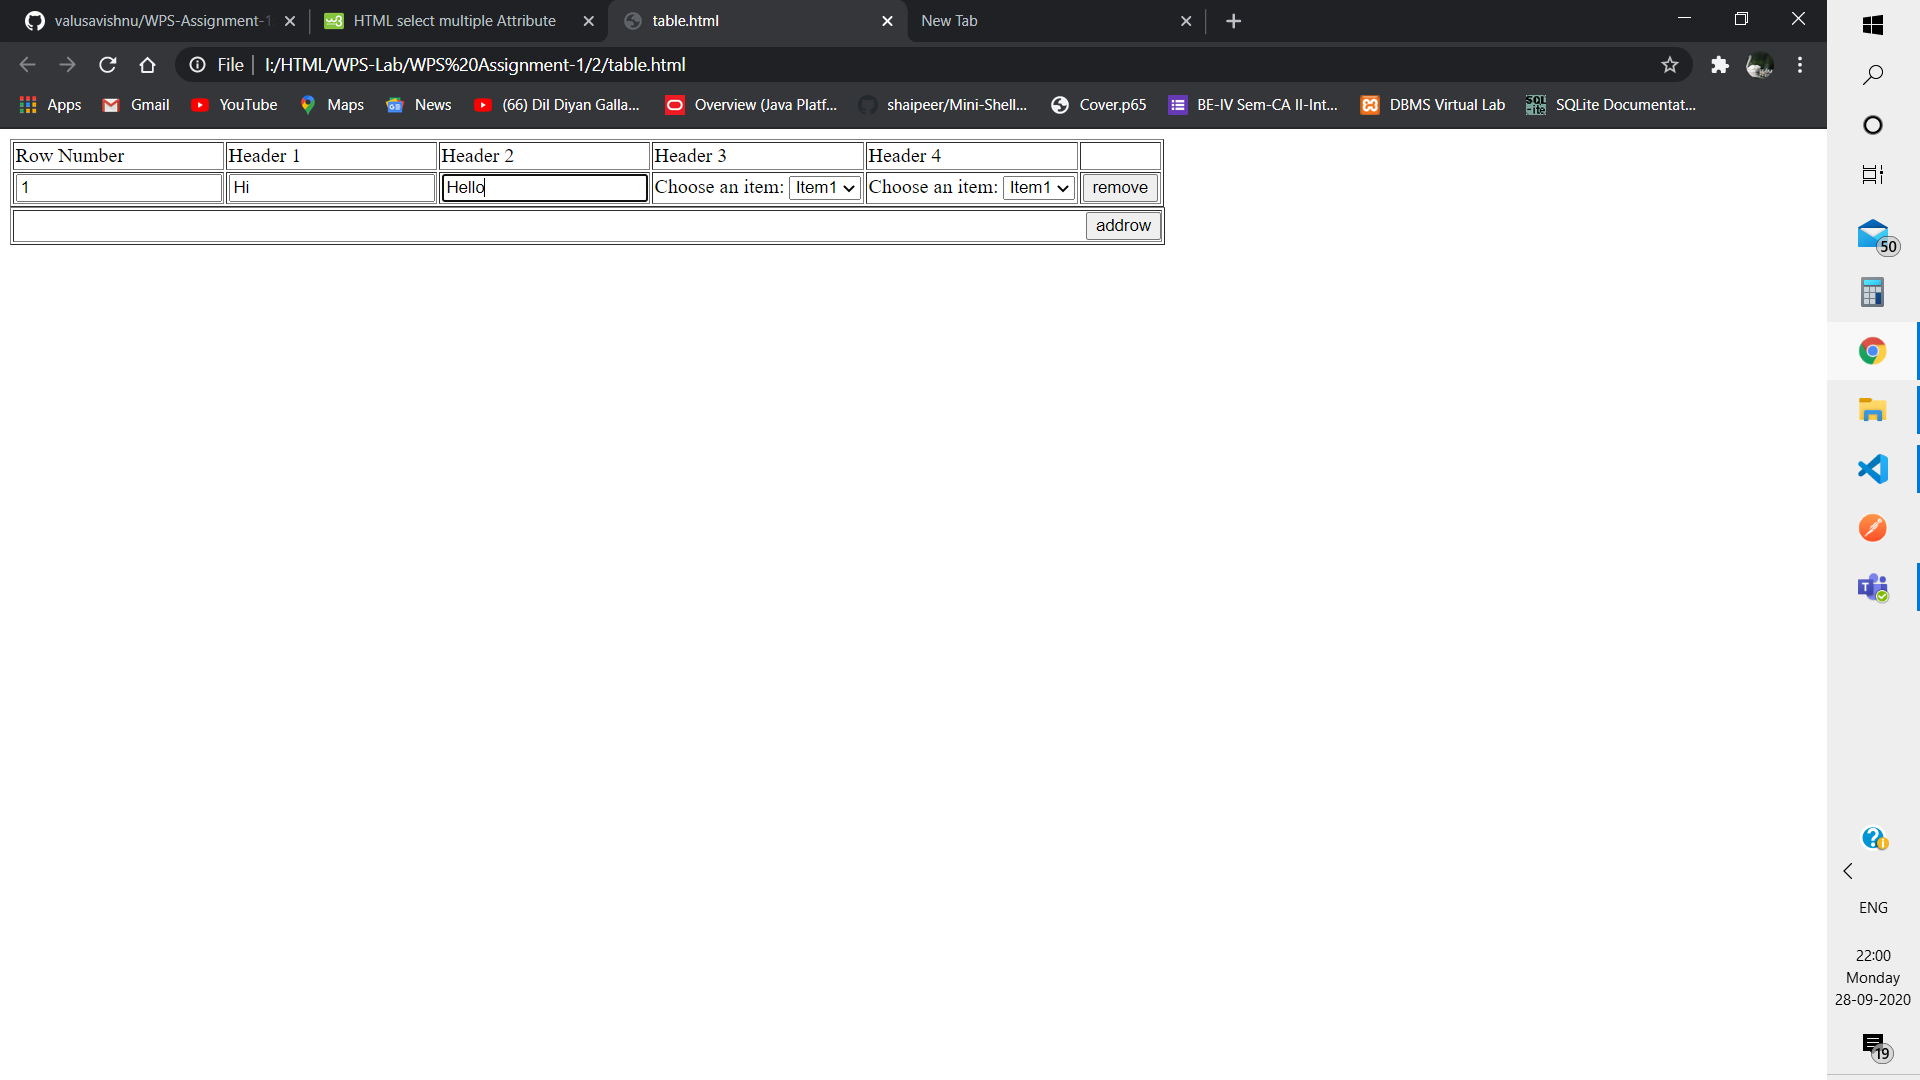 valusavishnu/WPS-Assignment-1
HTML select multiple Attribute
table.html
New Tab
File
I:/HTML/WPS-Lab/WPS%20Assignment-1/2/table.html
Apps
Gmail
YouTube
Maps
News
(66) Dil Diyan Galla...
Overview (Java Platf...
shaipeer/Mini-Shell...
Cover.p65
BE-IV Sem-CA II-Int...
DBMS Virtual Lab
SQLite Documentat...
Row Number Header 1 Header 2 Header 3 Header 4
1 Hi Hello Choose an item: Item1 Choose an item: Item1 remove
addrow
50
ENG
22:00
Monday
28-09-2020
19